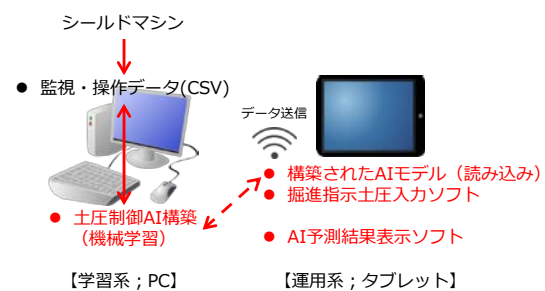 シールドマシン
● 監視・操作データ(CSV)
データ送信
● 構築されたAIモデル（読み込み）
● 掘進指示土圧入力ソフト
● 土圧制御AI構築
（機械学習）
● AI予測結果表示ソフト
【学習系；PC】
【運用系；タブレット】